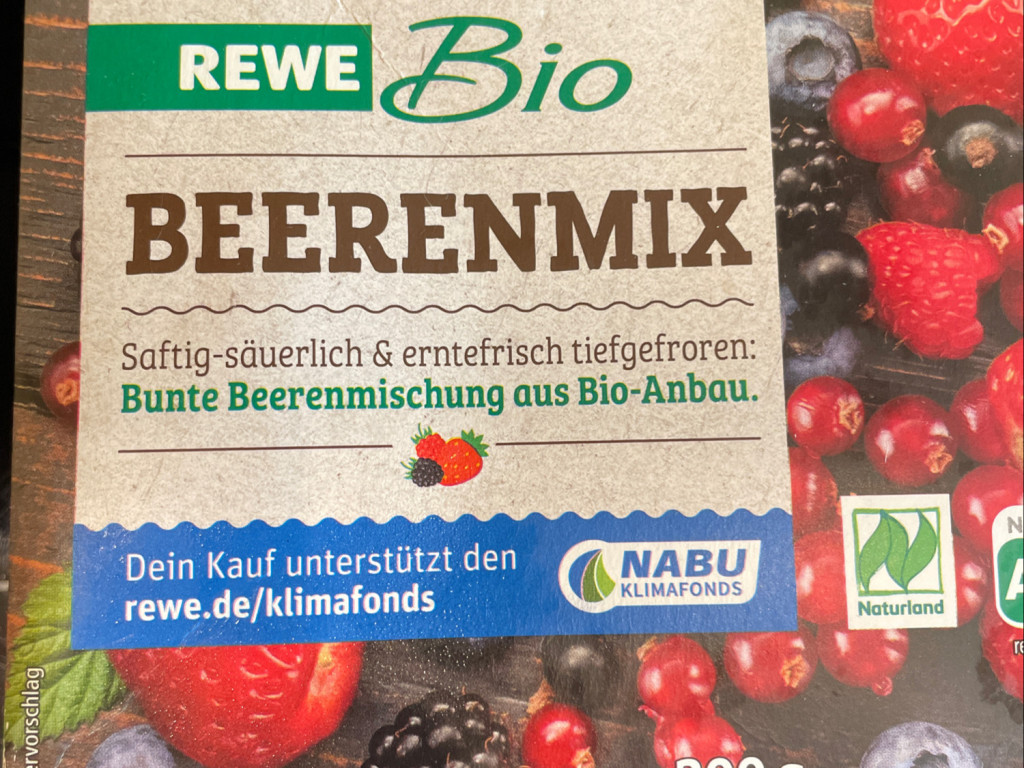 REWE Bio
BEERENMIX
Saftig-säuerlich & erntefrisch tiefgefroren:
Bunte Beerenmischung aus Bio-Anbau.
Dein Kauf unterstützt den
rewe.de/klimafonds
NABU
KLIMAFONDS
Naturland